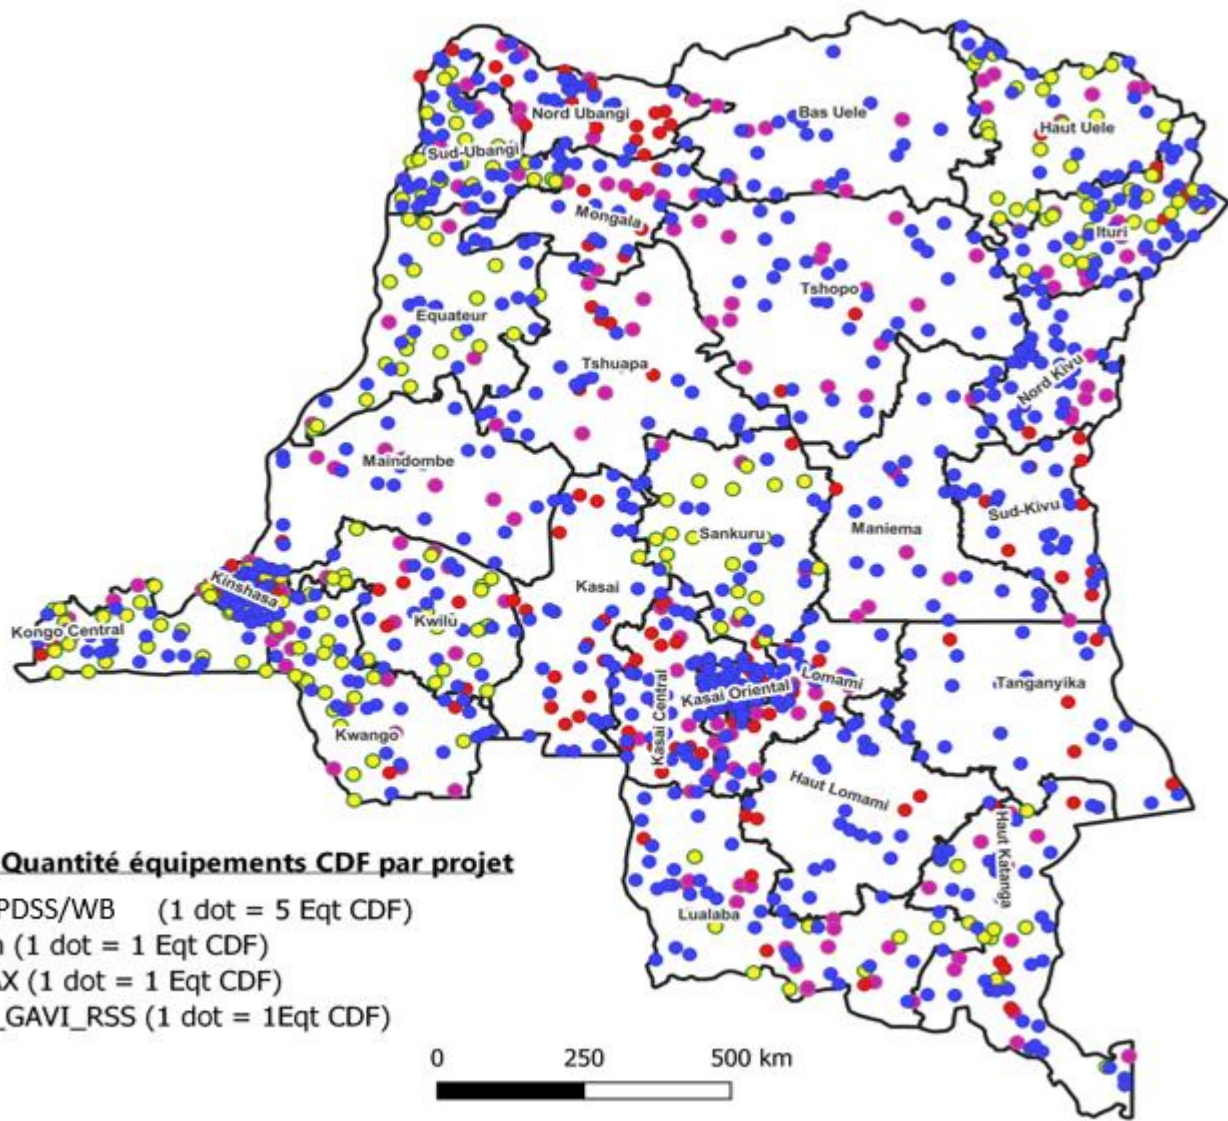 Nord Ubangi
Bas Uele
Haut Uele
Sud-Ubangi
Mongala
Ituri
Tshopo
Equateur
Tshuapa
Nord Kivu
Maindombe
Sankuru
Maniema
Sud-Kivu
Kinshasa
Kasai
Kongo Central
Kwilu
Kasai Central
Kasai Oriental
Lomami
Tanganyika
Kwango
Haut Lomami
Haut Katanga
Lualaba
Quantité équipements CDF par projet
PDSS/WB (1 dot = 5 Eqt CDF)
(1 dot = 1 Eqt CDF)
(1 dot = 1 Eqt CDF)
_GAVI_RSS (1 dot = 1Eqt CDF)
0 250 500 km